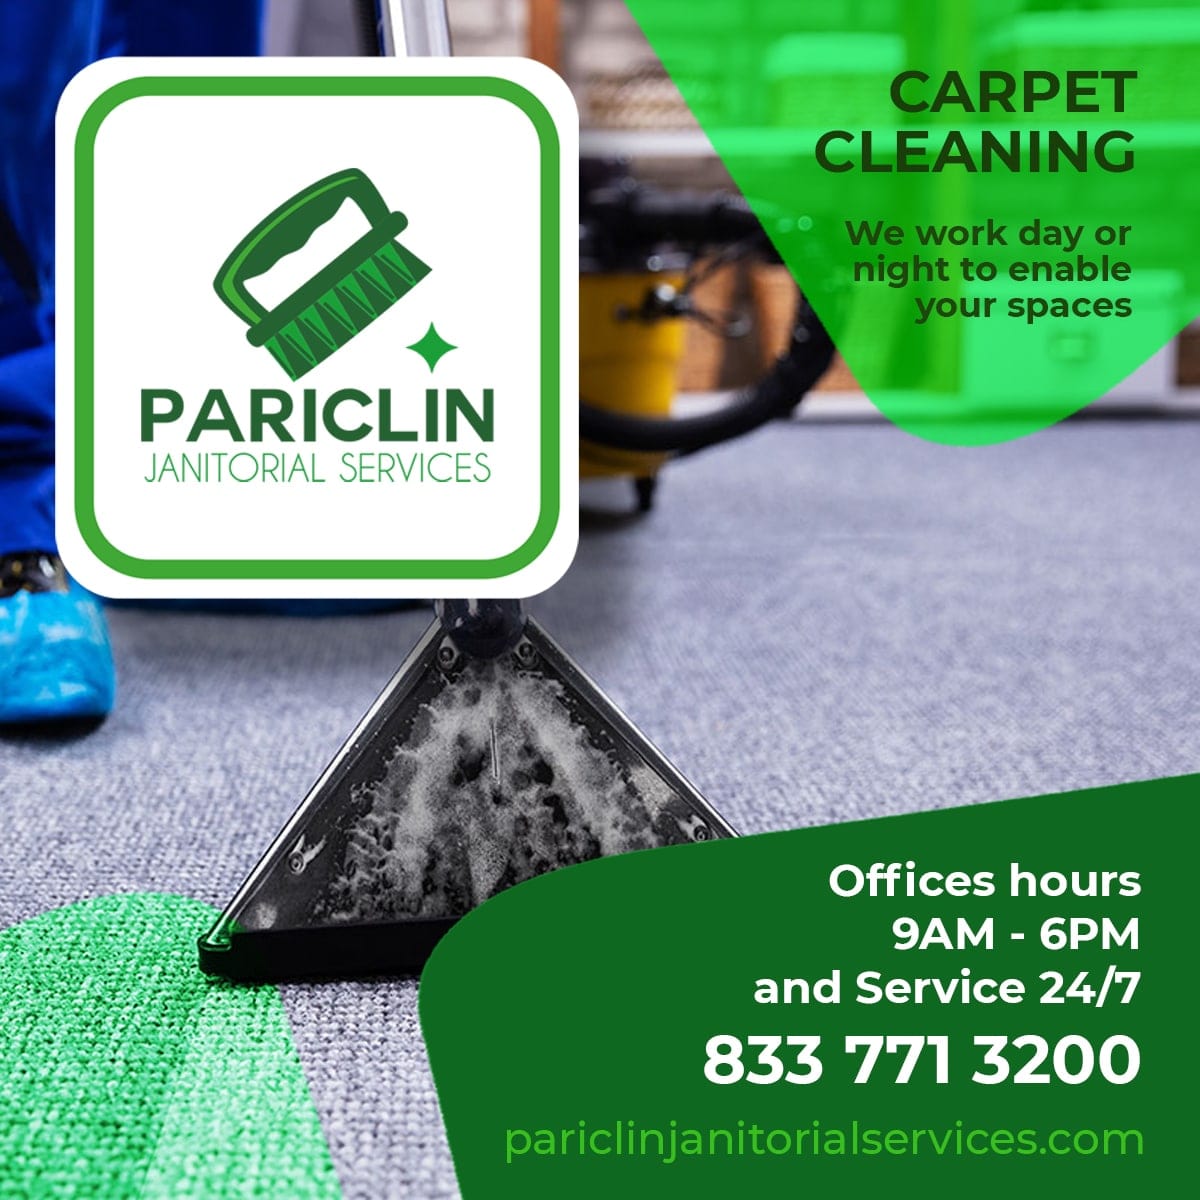 PARICLIN
JANITORIAL SERVICES
CARPET
CLEANING
We work day or
night to enable
your spaces
Offices hours
9AM - 6PM
and Service 24/7
833 771 3200
pariclinjanitorialservices.com